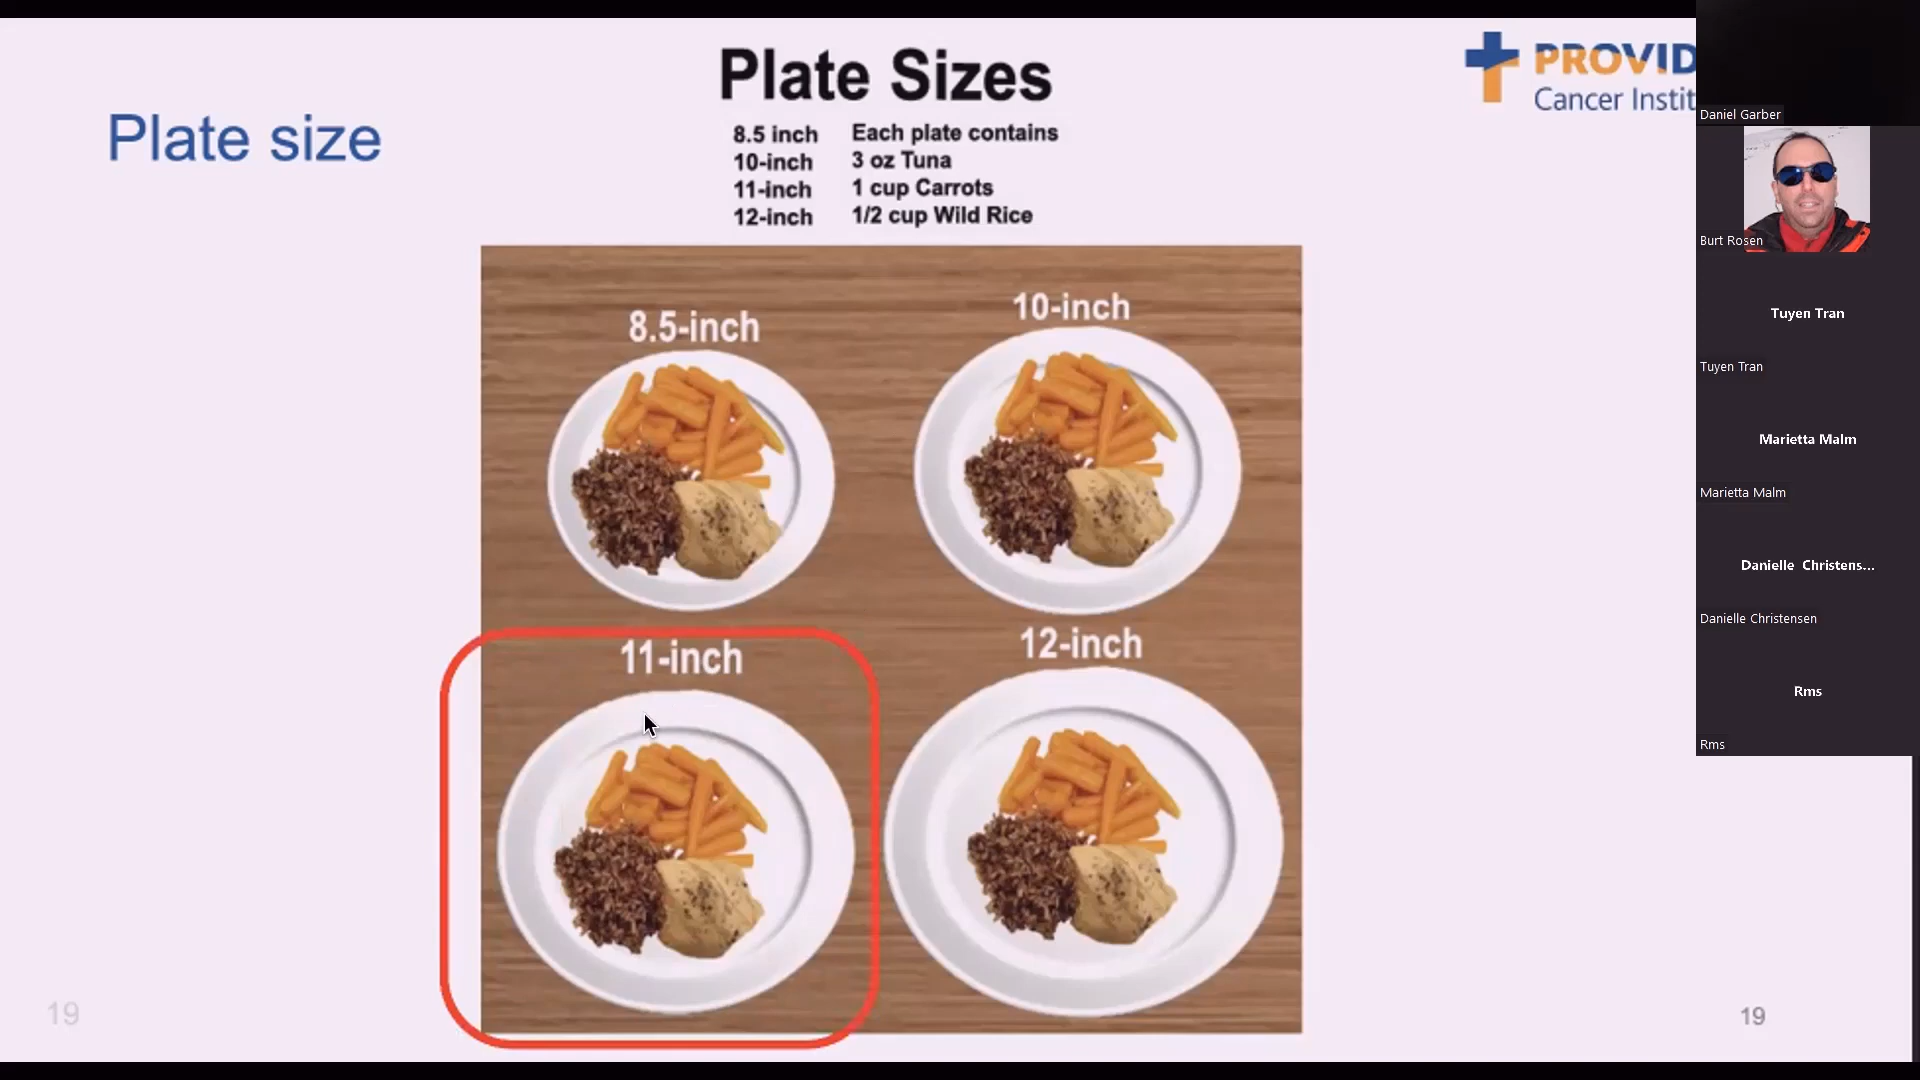 Plate Sizes
Plate size
8.5 inch
10-inch
11-inch
12-inch
Each plate contains
3 oz Tuna
1 cup Carrots
1/2 cup Wild Rice
Cancer
8.5-inch
10-inch
11-inch
12-inch
19
19
Daniel Garber
Burt Rosen
Tuyen Tran
Tuyen Tran
Marietta Malm
Marietta Malm
Danielle Christens...
Danielle Christensen
Rms
Rms